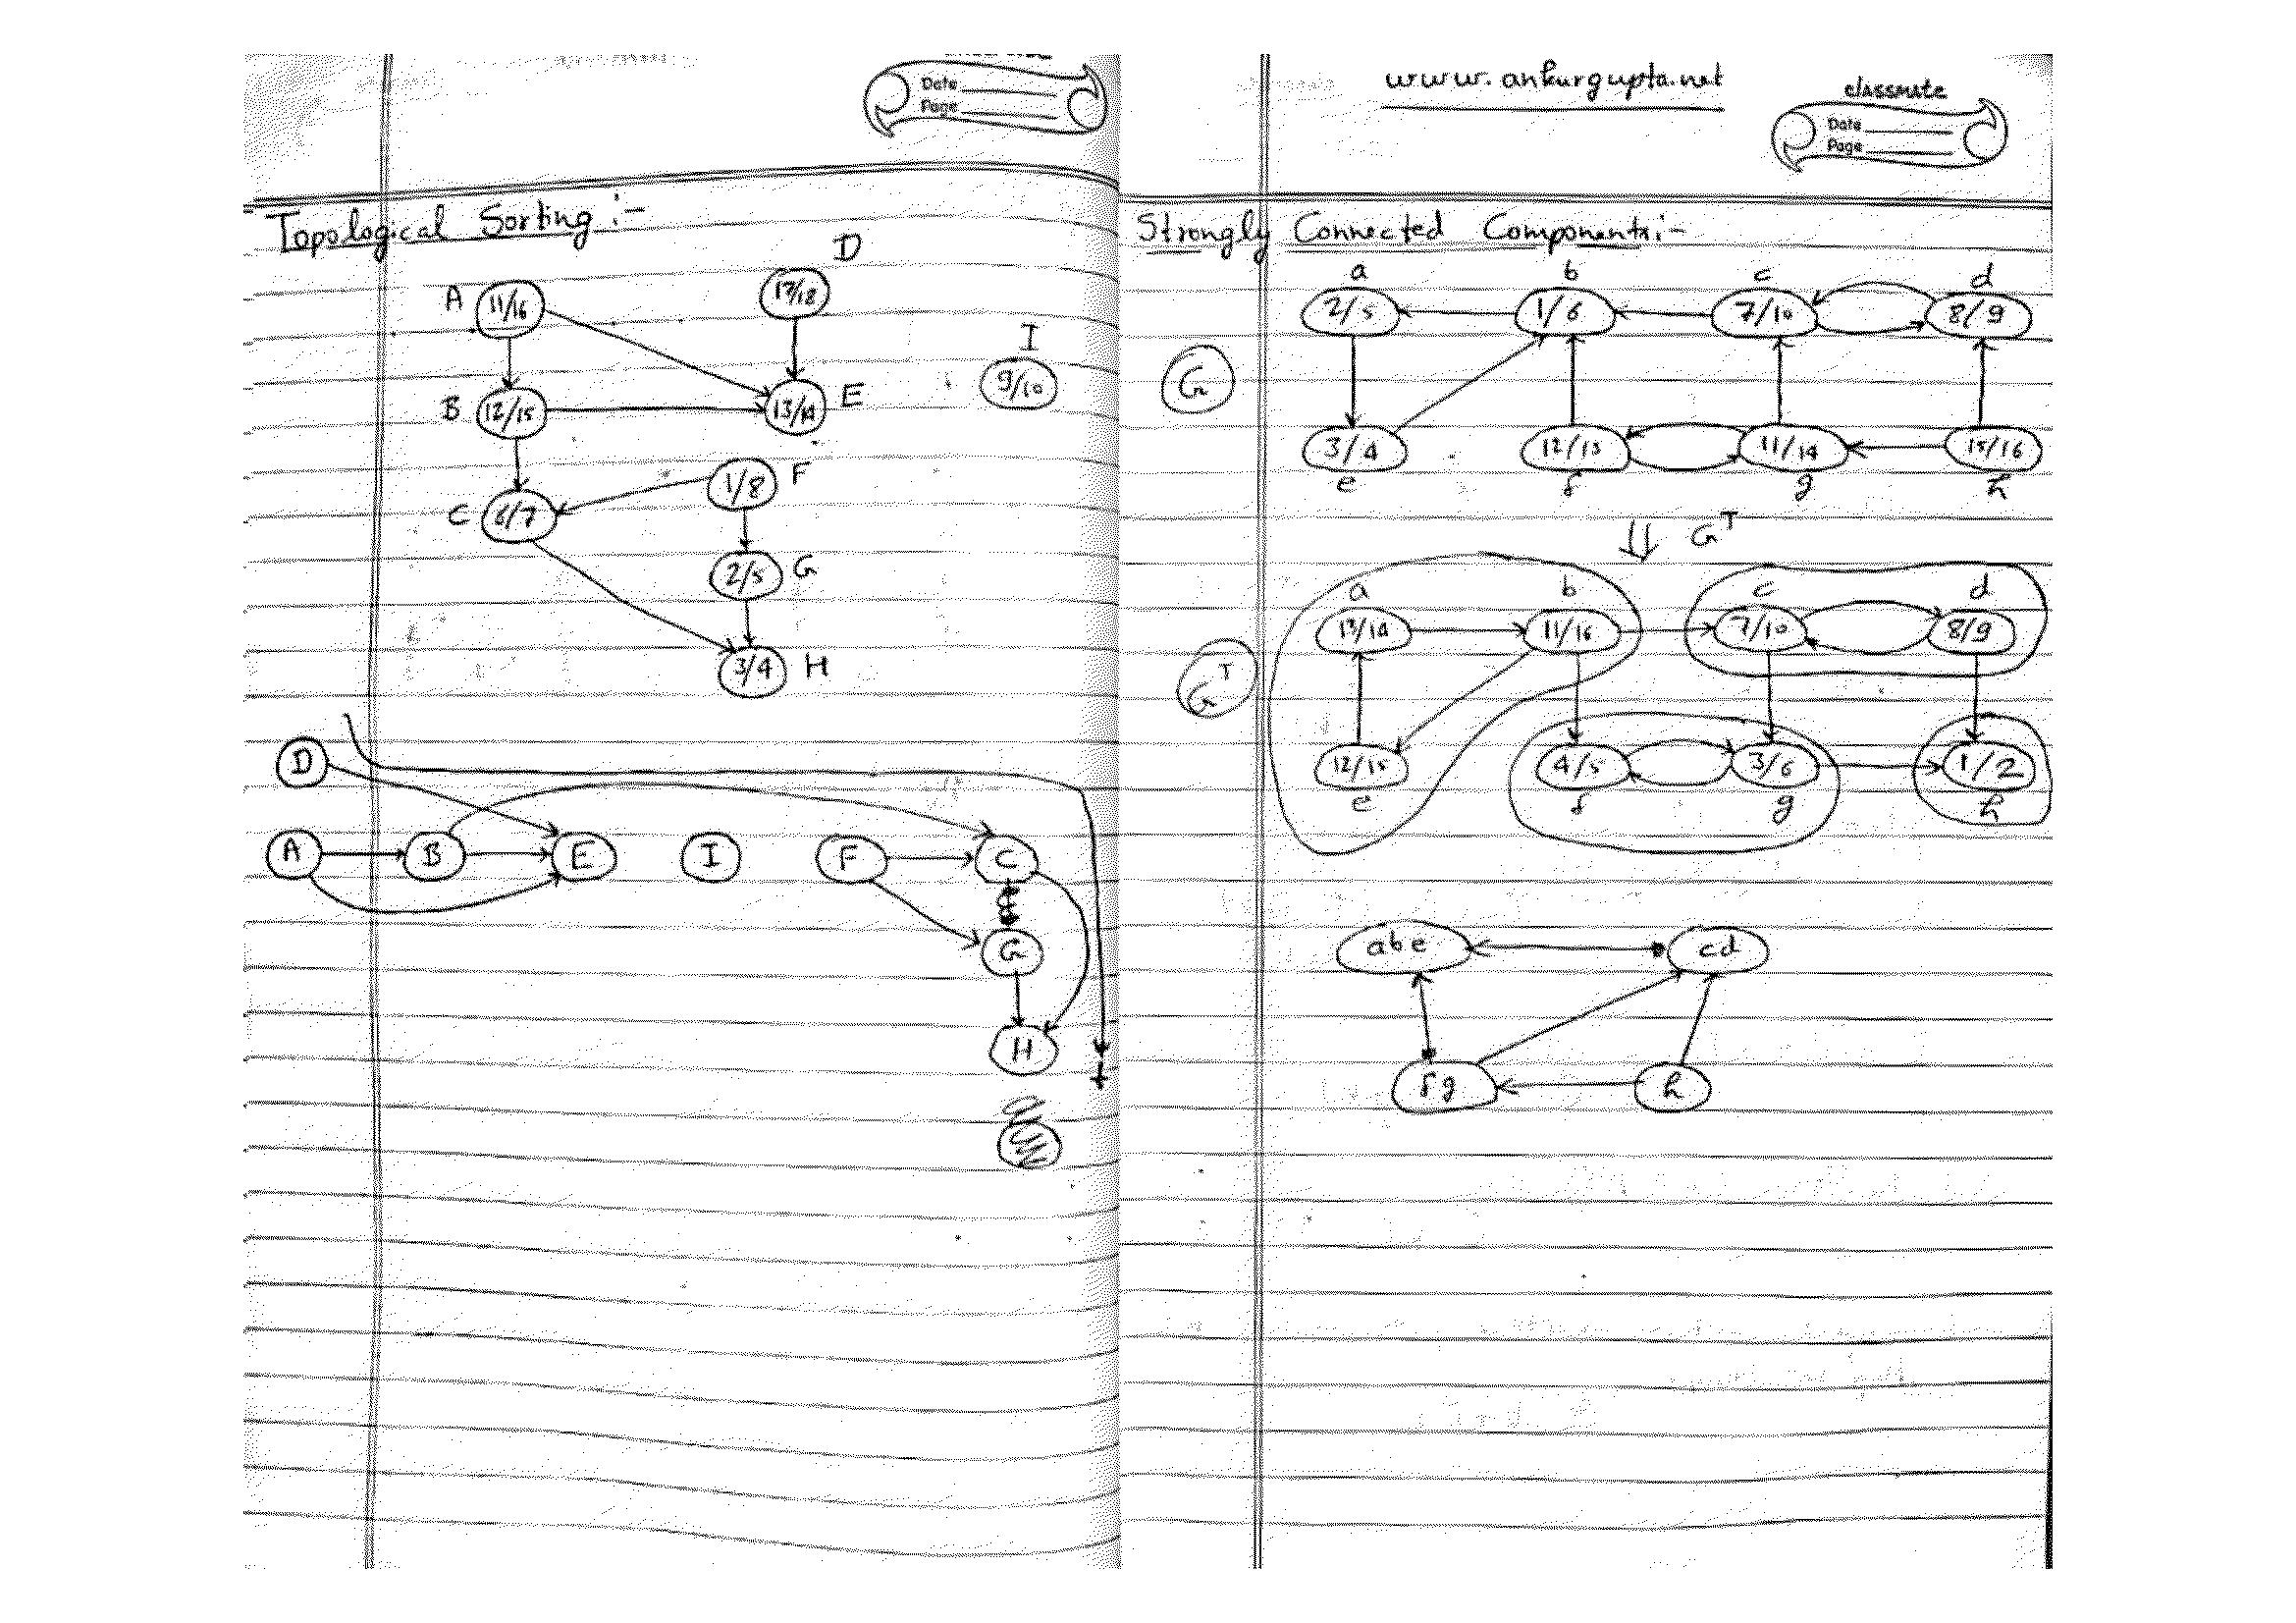 Date
Page
Topological Sorting :-
D
A 11/16 17/18
I
9/10
B 12/15 13/14 E
1/8 F
C 6/7
2/5 G
3/4 H
D
A B E I F C
G
H
www.ankurgupta.net
classmate
Date
Page
Strongly Connected Components:-
a b c d
2/5 1/6 7/10 8/9
G
3/4 12/13 11/14 15/16
e f g h
G^T
a b c d
13/14 11/16 7/10 8/9
G^T
12/15 4/5 3/6 1/2
e f g h
abe cd
fg h